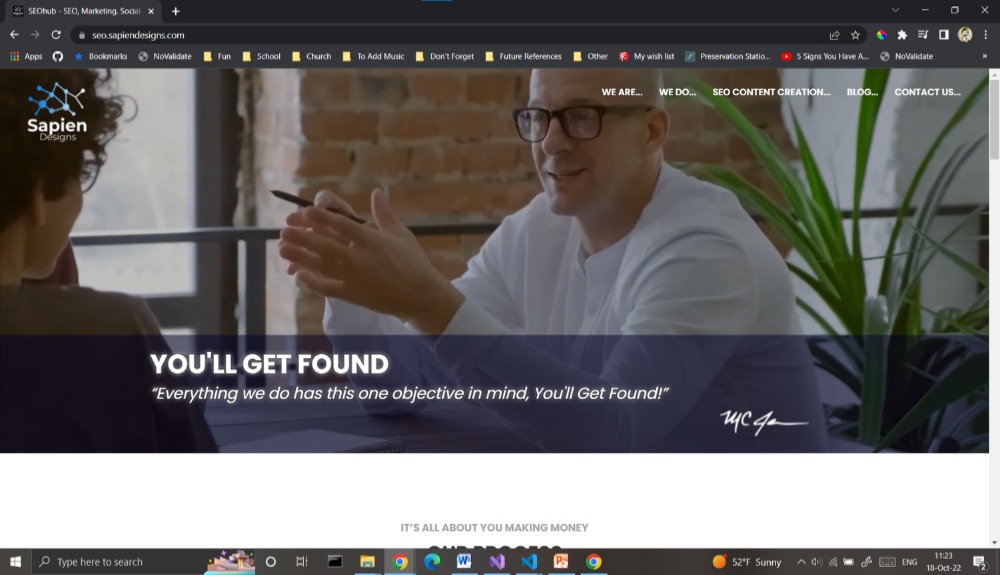 SEOhub - SEO, Marketing, Social
seo.sapiendesigns.com
Apps
Bookmarks
NoValidate
Fun
School
Church
To Add Music
Don't Forget
Future References
Other
My wish list
Preservation Statio...
5 Signs You Have A...
NoValidate
»
Sapien
Designs
WE ARE... WE DO... SEO CONTENT CREATION... BLOG... CONTACT US...
YOU'LL GET FOUND
“Everything we do has this one objective in mind, You'll Get Found!”
IT'S ALL ABOUT YOU MAKING MONEY
OUR PROCESS
Type here to search
52°F Sunny
ENG
11:23
18-Oct-22
2